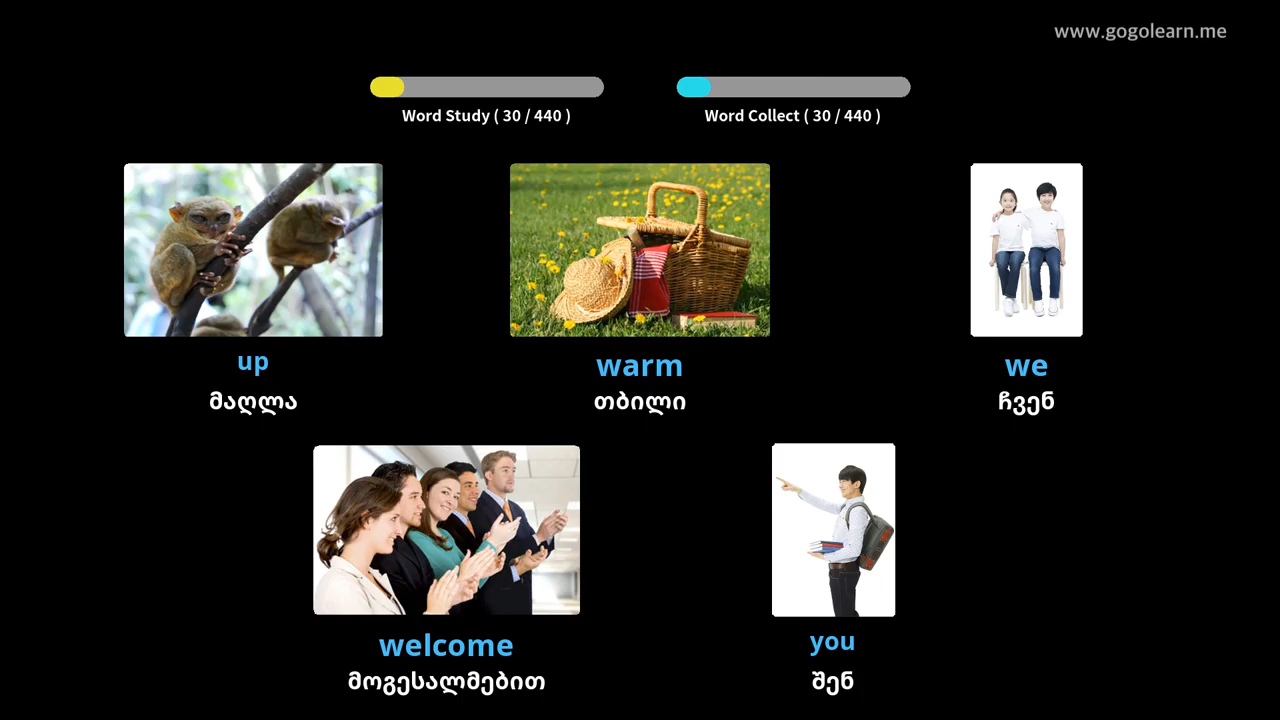 www.gogolearn.me
Word Study ( 30 / 440 )
Word Collect ( 30 / 440 )
up
მაღლა
warm
თბილი
we
ჩვენ
welcome
მოგესალმებით
you
შენ